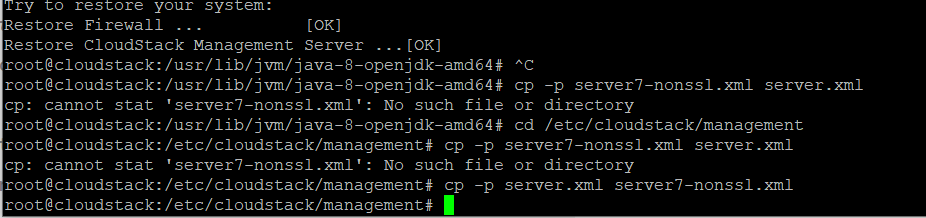 Try to restore your system:
Restore Firewall ...          [OK]
Restore CloudStack Management Server ...[OK]
root@cloudstack:/usr/lib/jvm/java-8-openjdk-amd64# ^C
root@cloudstack:/usr/lib/jvm/java-8-openjdk-amd64# cp -p server7-nonssl.xml server.xml
cp: cannot stat 'server7-nonssl.xml': No such file or directory
root@cloudstack:/usr/lib/jvm/java-8-openjdk-amd64# cd /etc/cloudstack/management
root@cloudstack:/etc/cloudstack/management# cp -p server7-nonssl.xml server.xml
cp: cannot stat 'server7-nonssl.xml': No such file or directory
root@cloudstack:/etc/cloudstack/management# cp -p server.xml server7-nonssl.xml
root@cloudstack:/etc/cloudstack/management#